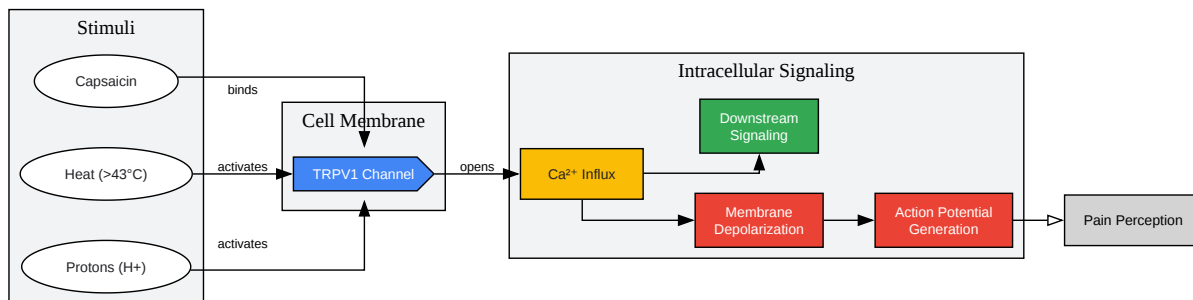 Stimuli
Capsaicin
binds
Heat (>43°C)
activates
Protons (H+)
activates
Cell Membrane
TRPV1 Channel
opens
Intracellular Signaling
Ca²⁺ Influx
Downstream
Signaling
Membrane
Depolarization
Action Potential
Generation
Pain Perception